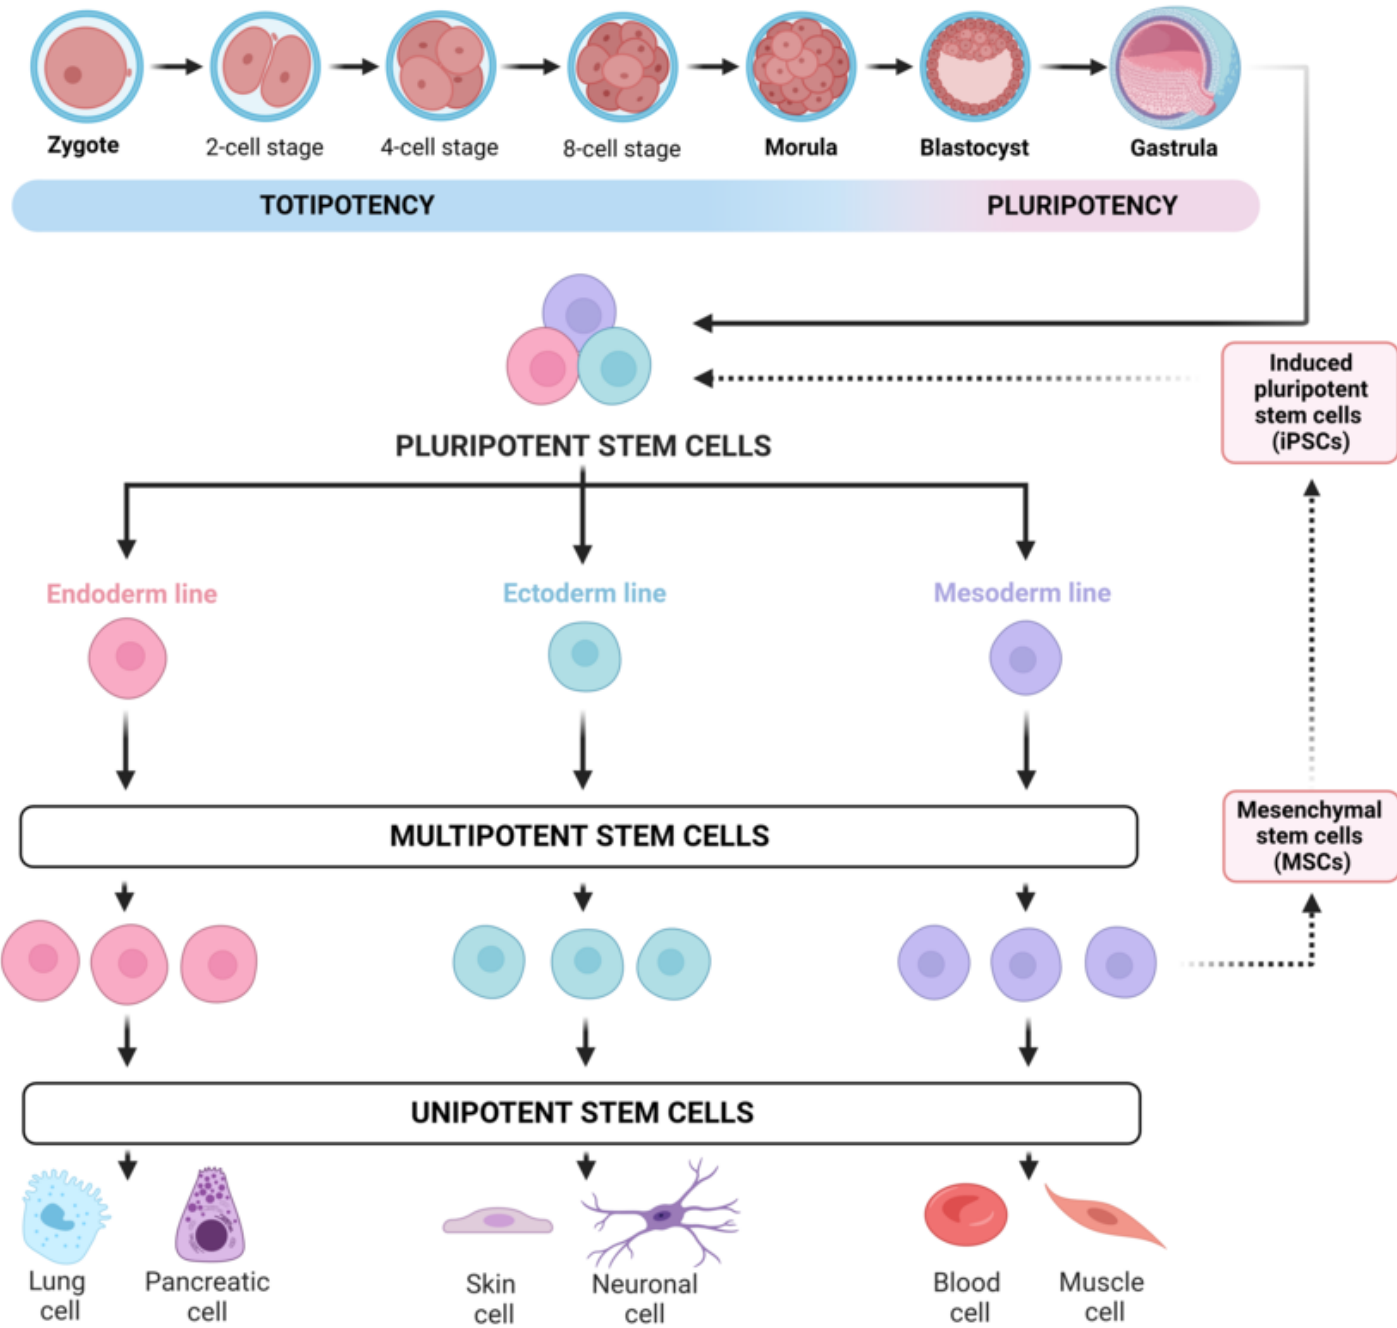 Zygote
2-cell stage
4-cell stage
8-cell stage
Morula
Blastocyst
Gastrula
TOTIPOTENCY
PLURIPOTENCY
Induced
pluripotent
stem cells
(iPSCs)
PLURIPOTENT STEM CELLS
Endoderm line
Ectoderm line
Mesoderm line
MULTIPOTENT STEM CELLS
Mesenchymal
stem cells
(MSCs)
UNIPOTENT STEM CELLS
Lung
cell
Pancreatic
cell
Skin
cell
Neuronal
cell
Blood
cell
Muscle
cell